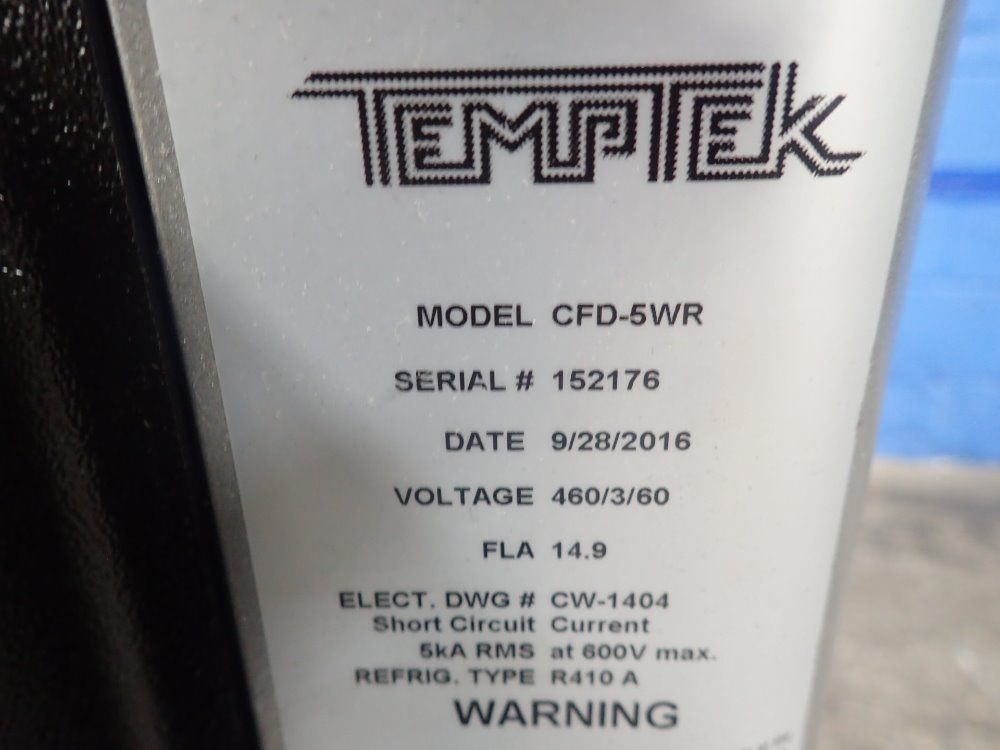 TEMPTEK
MODEL CFD-5WR
SERIAL # 152176
DATE 9/28/2016
VOLTAGE 460/3/60
FLA 14.9
ELECT. DWG # CW-1404
Short Circuit Current
5kA RMS at 600V max.
REFRIG. TYPE R410 A
WARNING